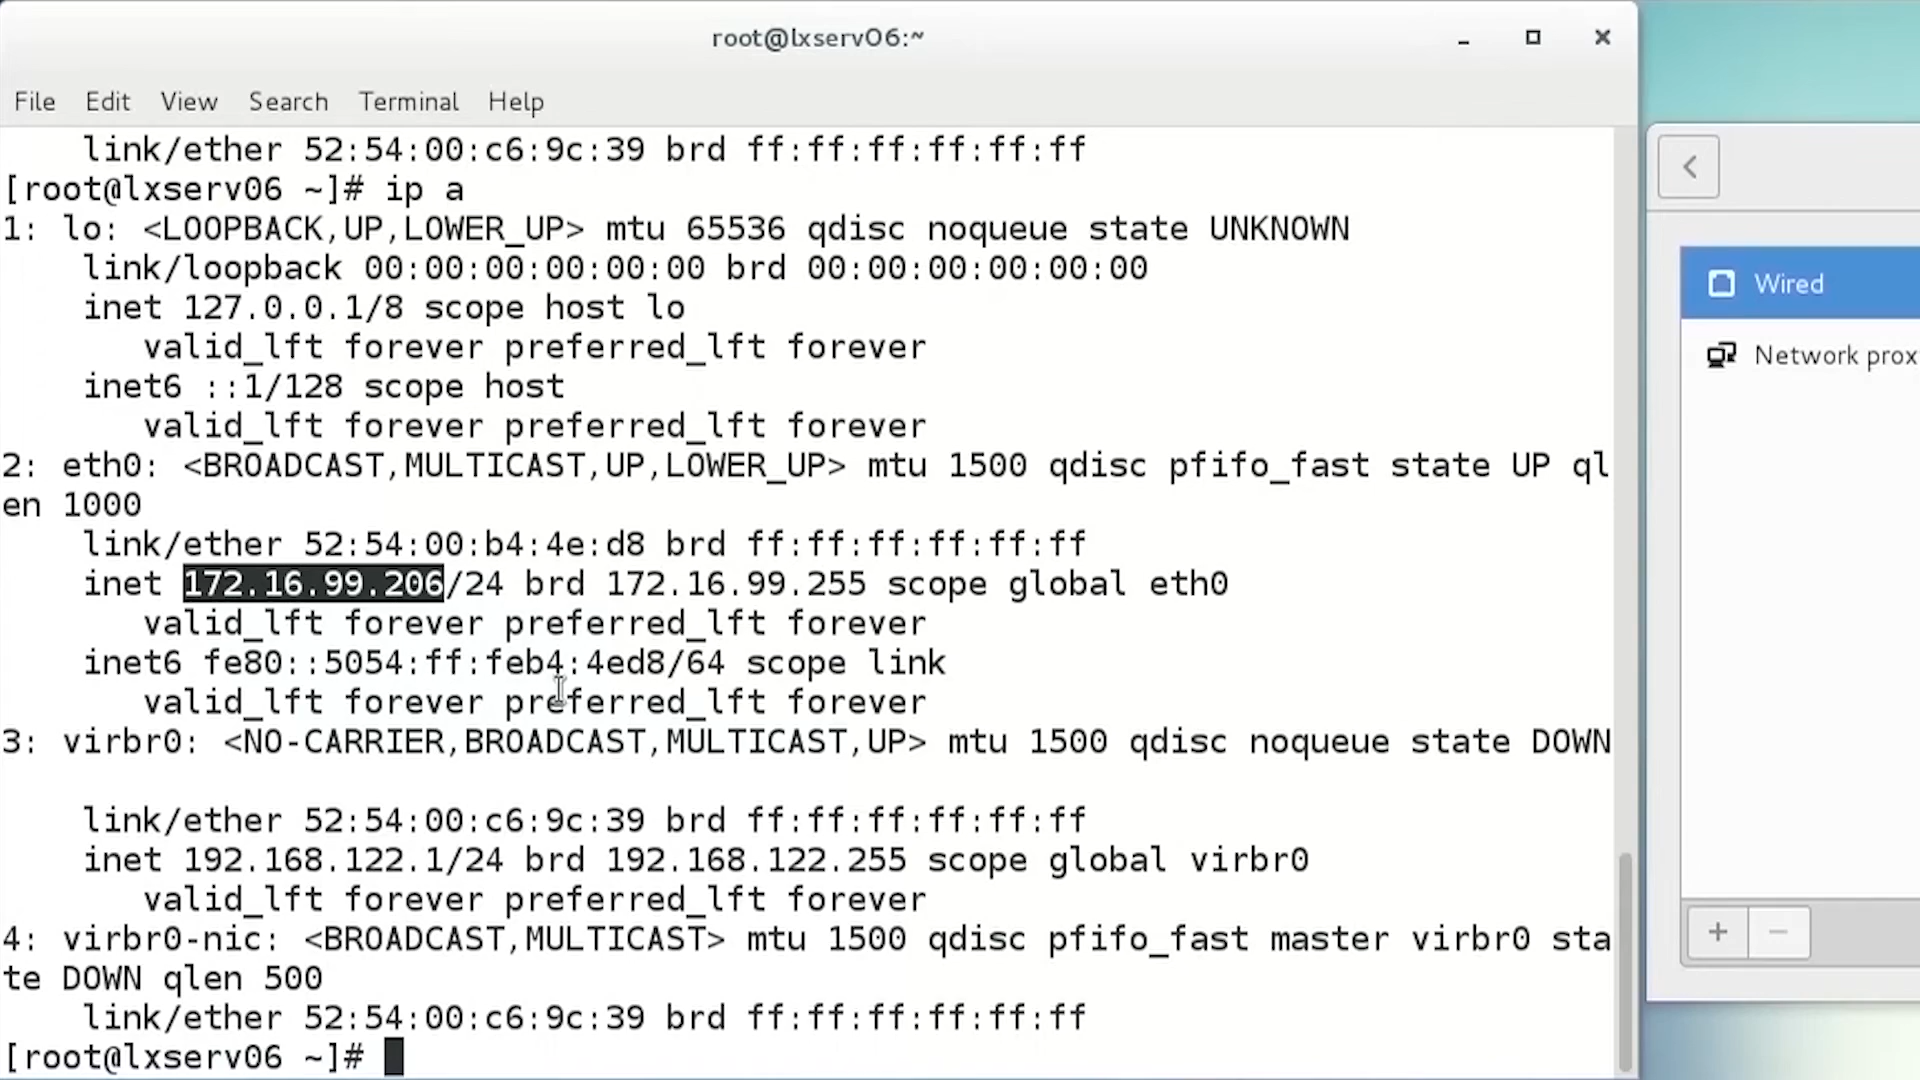 root@lxserv06:~
File Edit View Search Terminal Help
link/ether 52:54:00:c6:9c:39 brd ff:ff:ff:ff:ff:ff
[root@lxserv06 ~]# ip a
1: lo: <LOOPBACK,UP,LOWER_UP> mtu 65536 qdisc noqueue state UNKNOWN
link/loopback 00:00:00:00:00:00 brd 00:00:00:00:00:00
inet 127.0.0.1/8 scope host lo
valid_lft forever preferred_lft forever
inet6 ::1/128 scope host
valid_lft forever preferred_lft forever
2: eth0: <BROADCAST,MULTICAST,UP,LOWER_UP> mtu 1500 qdisc pfifo_fast state UP ql
en 1000
link/ether 52:54:00:b4:4e:d8 brd ff:ff:ff:ff:ff:ff
inet 172.16.99.206/24 brd 172.16.99.255 scope global eth0
valid_lft forever preferred_lft forever
inet6 fe80::5054:ff:feb4:4ed8/64 scope link
valid_lft forever preferred_lft forever
3: virbr0: <NO-CARRIER,BROADCAST,MULTICAST,UP> mtu 1500 qdisc noqueue state DOWN
link/ether 52:54:00:c6:9c:39 brd ff:ff:ff:ff:ff:ff
inet 192.168.122.1/24 brd 192.168.122.255 scope global virbr0
valid_lft forever preferred_lft forever
4: virbr0-nic: <BROADCAST,MULTICAST> mtu 1500 qdisc pfifo_fast master virbr0 sta
te DOWN qlen 500
link/ether 52:54:00:c6:9c:39 brd ff:ff:ff:ff:ff:ff
[root@lxserv06 ~]#
Wired
Network prox